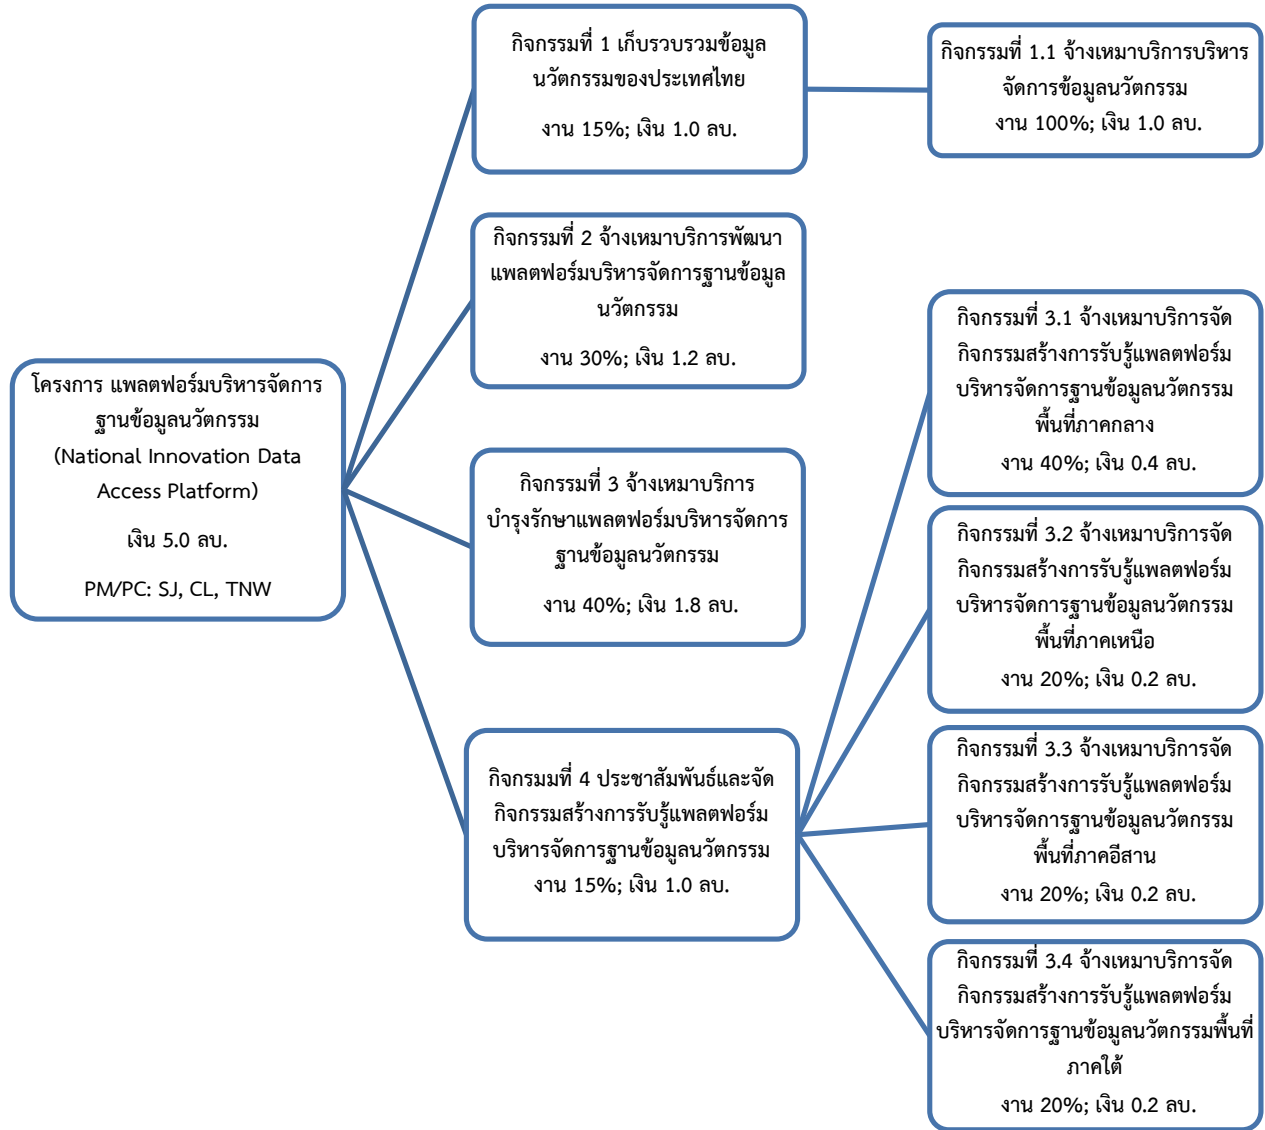 โครงการ แพลตฟอร์มบริหารจัดการ
ฐานข้อมูลนวัตกรรม
(National Innovation Data
Access Platform)
เงิน 5.0 ลบ.
PM/PC: SJ, CL, TNW
กิจกรรมที่ 1 เก็บรวบรวมข้อมูล
นวัตกรรมของประเทศไทย
งาน 15%; เงิน 1.0 ลบ.
กิจกรรมที่ 1.1 จ้างเหมาบริการบริหาร
จัดการข้อมูลนวัตกรรม
งาน 100%; เงิน 1.0 ลบ.
กิจกรรมที่ 2 จ้างเหมาบริการพัฒนา
แพลตฟอร์มบริหารจัดการฐานข้อมูล
นวัตกรรม
งาน 30%; เงิน 1.2 ลบ.
กิจกรรมที่ 3 จ้างเหมาบริการ
บำรุงรักษาแพลตฟอร์มบริหารจัดการ
ฐานข้อมูลนวัตกรรม
งาน 40%; เงิน 1.8 ลบ.
กิจกรมมที่ 4 ประชาสัมพันธ์และจัด
กิจกรรมสร้างการรับรู้แพลตฟอร์ม
บริหารจัดการฐานข้อมูลนวัตกรรม
งาน 15%; เงิน 1.0 ลบ.
กิจกรรมที่ 3.1 จ้างเหมาบริการจัด
กิจกรรมสร้างการรับรู้แพลตฟอร์ม
บริหารจัดการฐานข้อมูลนวัตกรรม
พื้นที่ภาคกลาง
งาน 40%; เงิน 0.4 ลบ.
กิจกรรมที่ 3.2 จ้างเหมาบริการจัด
กิจกรรมสร้างการรับรู้แพลตฟอร์ม
บริหารจัดการฐานข้อมูลนวัตกรรม
พื้นที่ภาคเหนือ
งาน 20%; เงิน 0.2 ลบ.
กิจกรรมที่ 3.3 จ้างเหมาบริการจัด
กิจกรรมสร้างการรับรู้แพลตฟอร์ม
บริหารจัดการฐานข้อมูลนวัตกรรม
พื้นที่ภาคอีสาน
งาน 20%; เงิน 0.2 ลบ.
กิจกรรมที่ 3.4 จ้างเหมาบริการจัด
กิจกรรมสร้างการรับรู้แพลตฟอร์ม
บริหารจัดการฐานข้อมูลนวัตกรรมพื้นที่
ภาคใต้
งาน 20%; เงิน 0.2 ลบ.